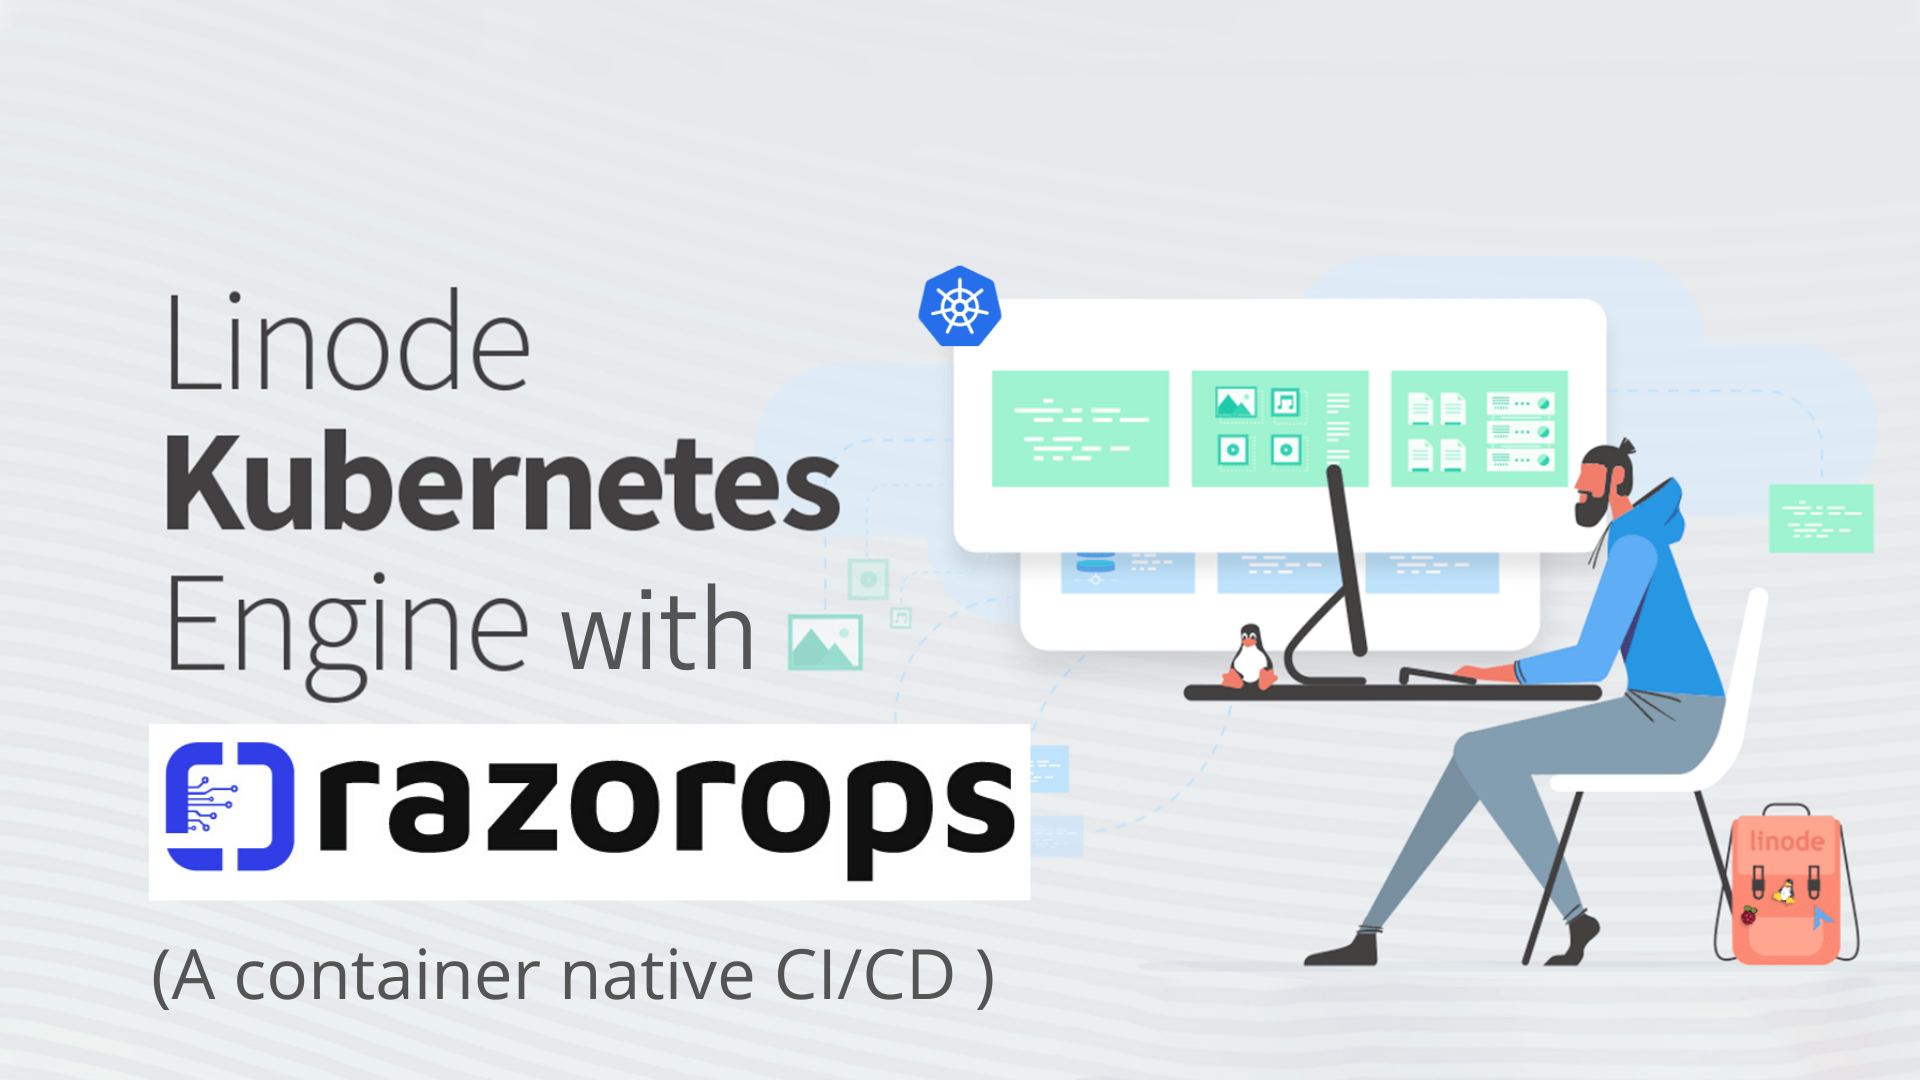 Linode
Kubernetes
Engine with
razorops
(A container native CI/CD )
linode